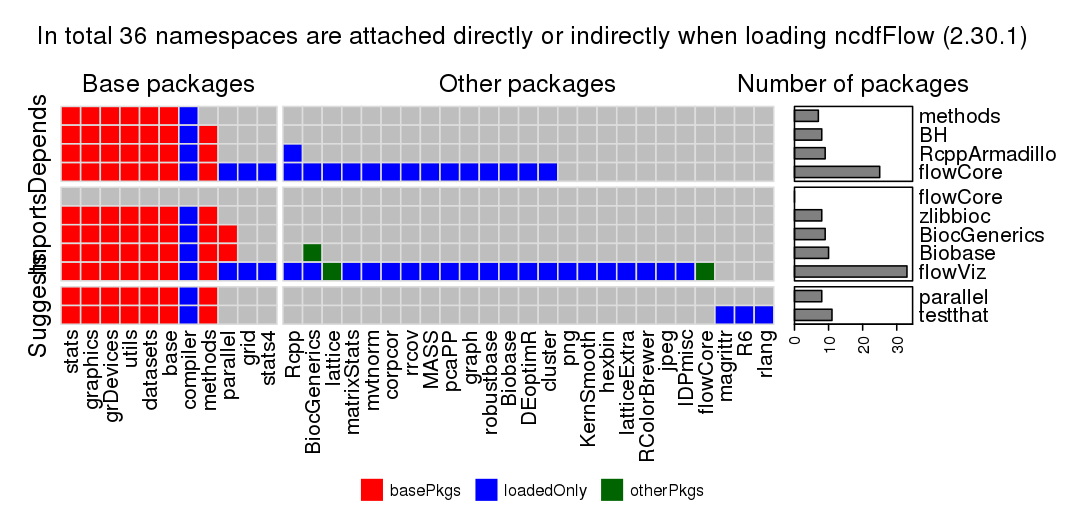 In total 36 namespaces are attached directly or indirectly when loading ncdfFlow (2.30.1)
Base packages
Other packages
Number of packages
Depends
methods
BH
RcppArmadillo
flowCore
Imports
flowCore
zlibbioc
BiocGenerics
Biobase
flowViz
Suggests
parallel
testthat
stats
graphics
grDevices
utils
datasets
base
compiler
methods
parallel
grid
stats4
Rcpp
BiocGenerics
lattice
matrixStats
mvtnorm
corpcor
rrcov
MASS
pcaPP
graph
robustbase
Biobase
DEoptimR
cluster
png
KernSmooth
hexbin
latticeExtra
RColorBrewer
jpeg
IDPmisc
flowCore
magrittr
R6
rlang
0
10
20
30
basePkgs
loadedOnly
otherPkgs